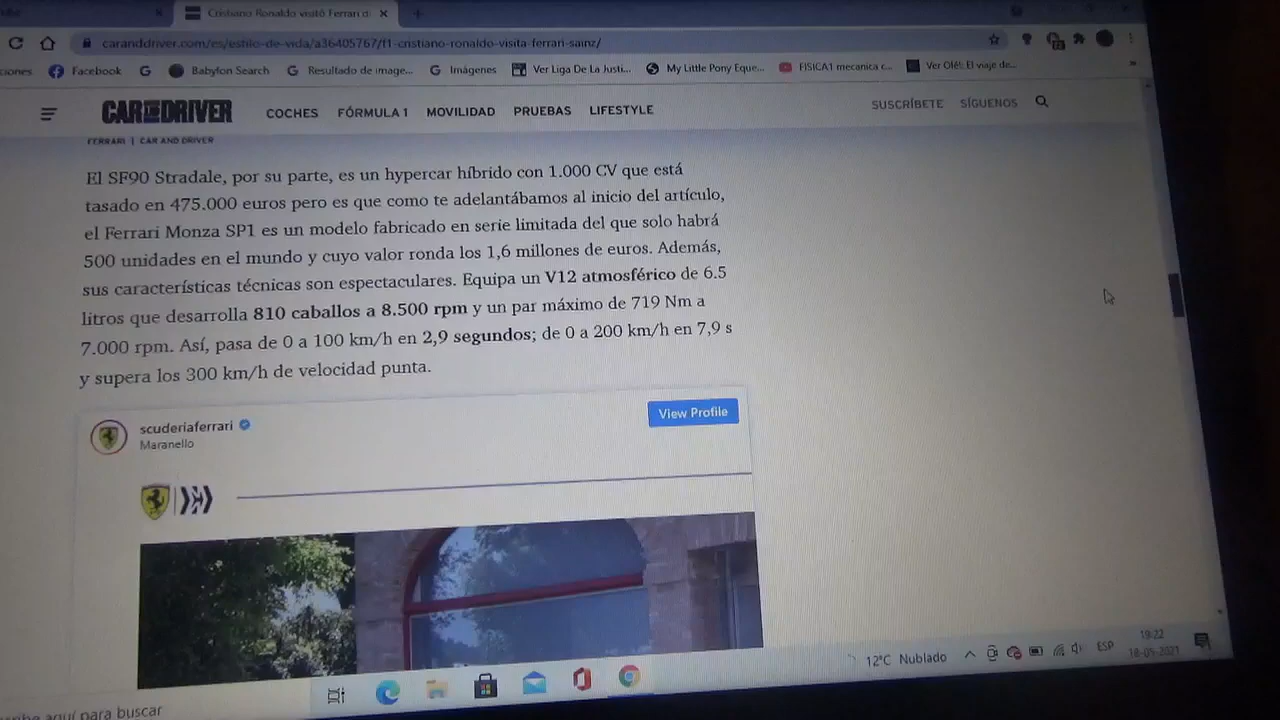 Cristiano Ronaldo visitó Ferrari d
caranddriver.com/es/estilo-de-vida/a36405767/f1-cristiano-ronaldo-visita-ferrari-sainz/
ciones Facebook G Babylon Search G Resultado de image... G Imágenes Ver Liga De La Justi... My Little Pony Eque... FISICA1 mecanica c... Ver Olé!: El viaje de...
CAR AND DRIVER COCHES FÓRMULA 1 MOVILIDAD PRUEBAS LIFESTYLE SUSCRÍBETE SÍGUENOS
FERRARI | CAR AND DRIVER
El SF90 Stradale, por su parte, es un hypercar híbrido con 1.000 CV que está
tasado en 475.000 euros pero es que como te adelantábamos al inicio del artículo,
el Ferrari Monza SP1 es un modelo fabricado en serie limitada del que solo habrá
500 unidades en el mundo y cuyo valor ronda los 1,6 millones de euros. Además,
sus características técnicas son espectaculares. Equipa un V12 atmosférico de 6.5
litros que desarrolla 810 caballos a 8.500 rpm y un par máximo de 719 Nm a
7.000 rpm. Así, pasa de 0 a 100 km/h en 2,9 segundos; de 0 a 200 km/h en 7,9 s
y supera los 300 km/h de velocidad punta.
scuderiaferrari
Maranello
View Profile
12°C Nublado ESP 19:22
18-05-2021
ribe aquí para buscar